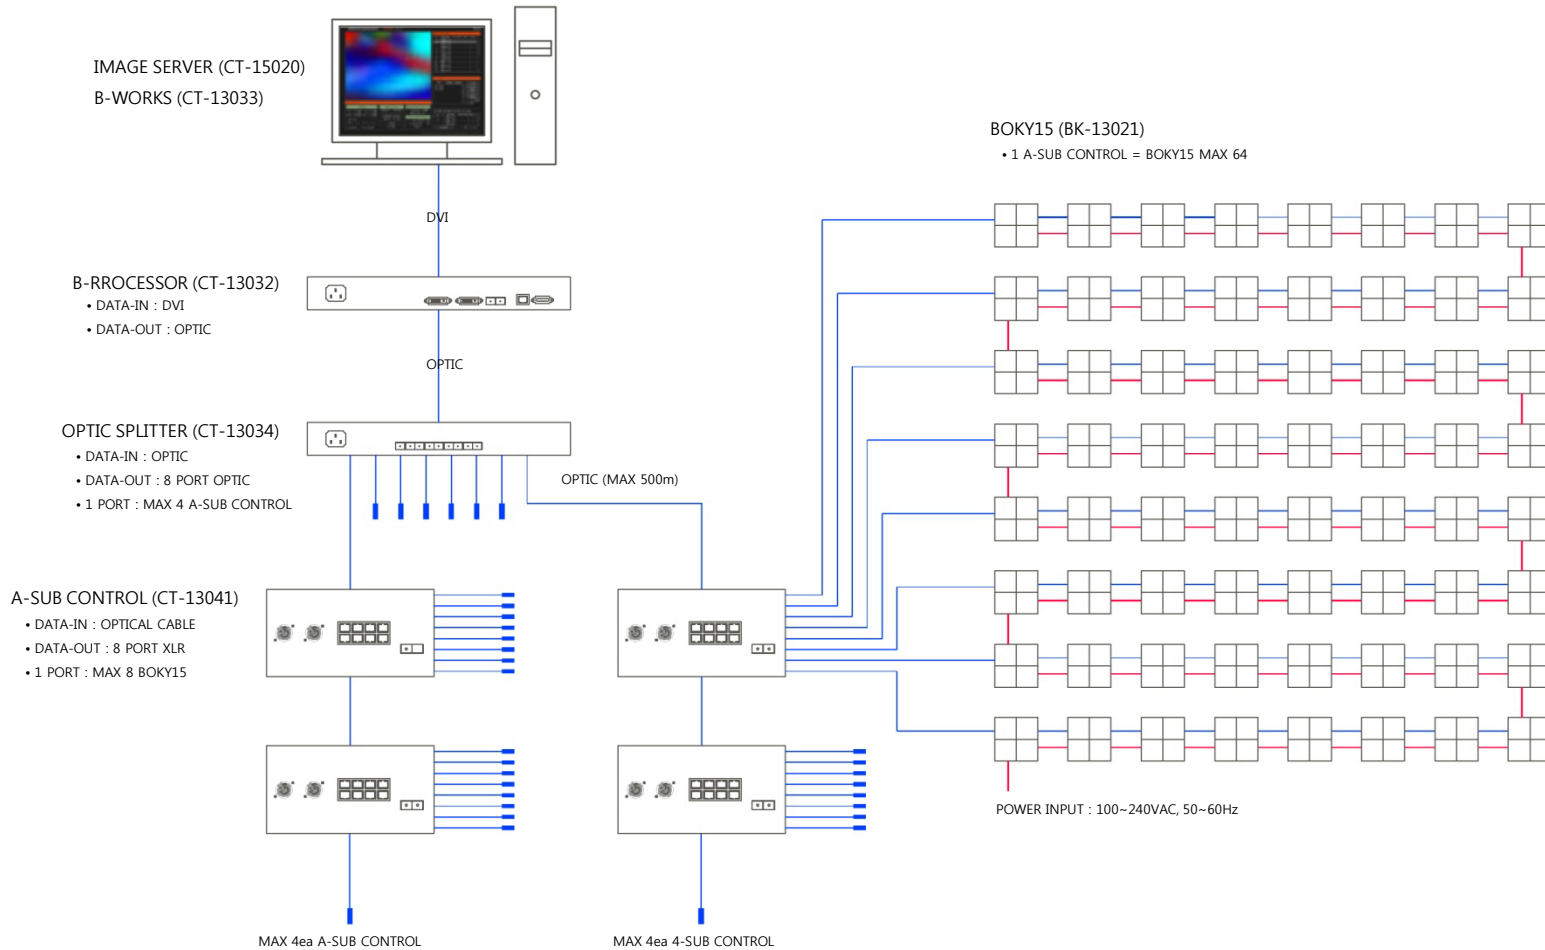 IMAGE SERVER (CT-15020)
B-WORKS (CT-13033)
BOKY15 (BK-13021)
• 1 A-SUB CONTROL = BOKY15 MAX 64
DVI
B-RROCESSOR (CT-13032)
• DATA-IN : DVI
• DATA-OUT : OPTIC
OPTIC
OPTIC SPLITTER (CT-13034)
• DATA-IN : OPTIC
• DATA-OUT : 8 PORT OPTIC
• 1 PORT : MAX 4 A-SUB CONTROL
OPTIC (MAX 500m)
A-SUB CONTROL (CT-13041)
• DATA-IN : OPTICAL CABLE
• DATA-OUT : 8 PORT XLR
• 1 PORT : MAX 8 BOKY15
POWER INPUT : 100~240VAC, 50~60Hz
MAX 4ea A-SUB CONTROL
MAX 4ea 4-SUB CONTROL